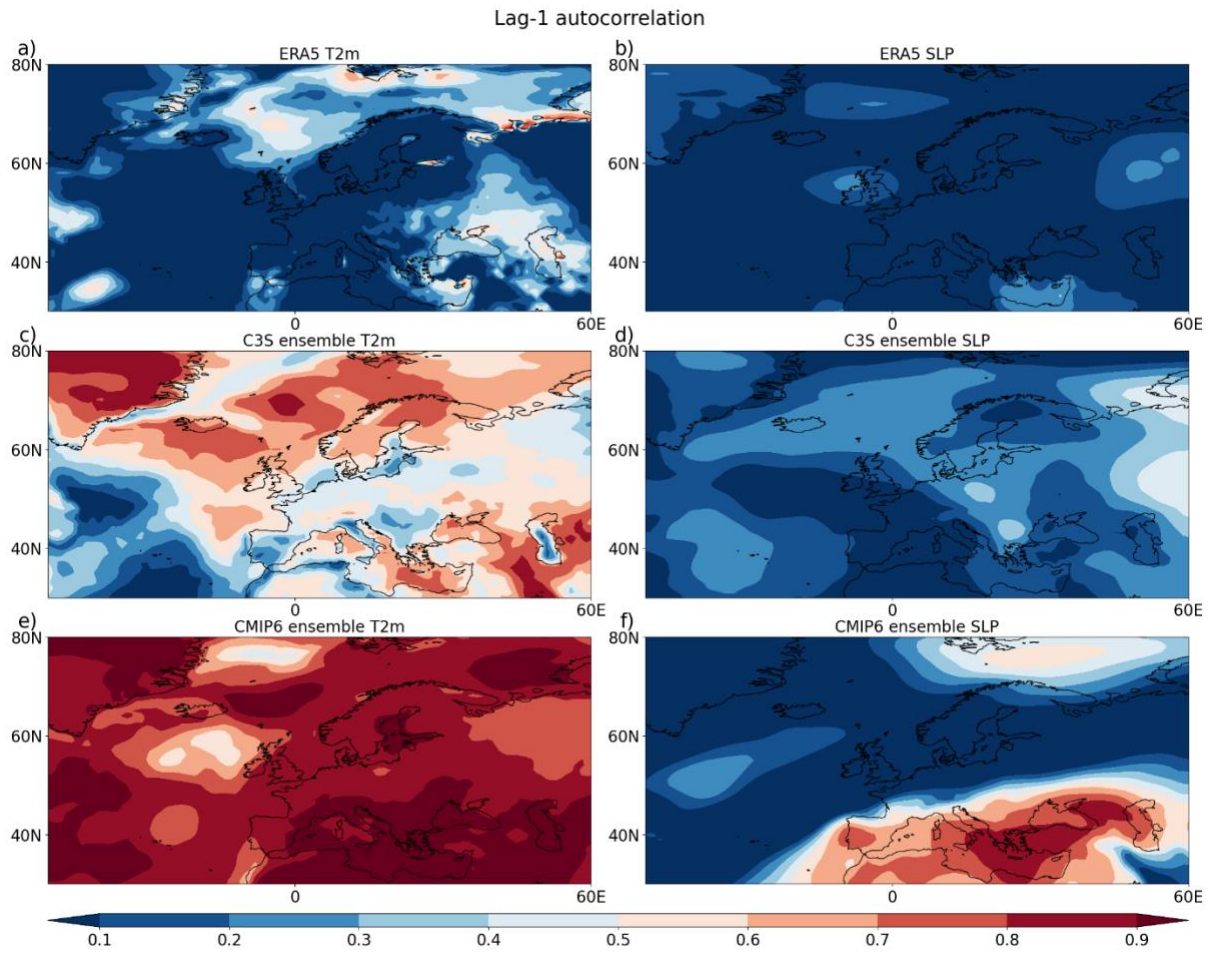 Lag-1 autocorrelation
a)
ERA5 T2m
80N
60N
40N
0
60E
b)
ERA5 SLP
80N
60N
40N
0
60E
c)
C3S ensemble T2m
80N
60N
40N
0
60E
d)
C3S ensemble SLP
80N
60N
40N
0
60E
e)
CMIP6 ensemble T2m
80N
60N
40N
0
60E
f)
CMIP6 ensemble SLP
80N
60N
40N
0
60E
0.1 0.2 0.3 0.4 0.5 0.6 0.7 0.8 0.9